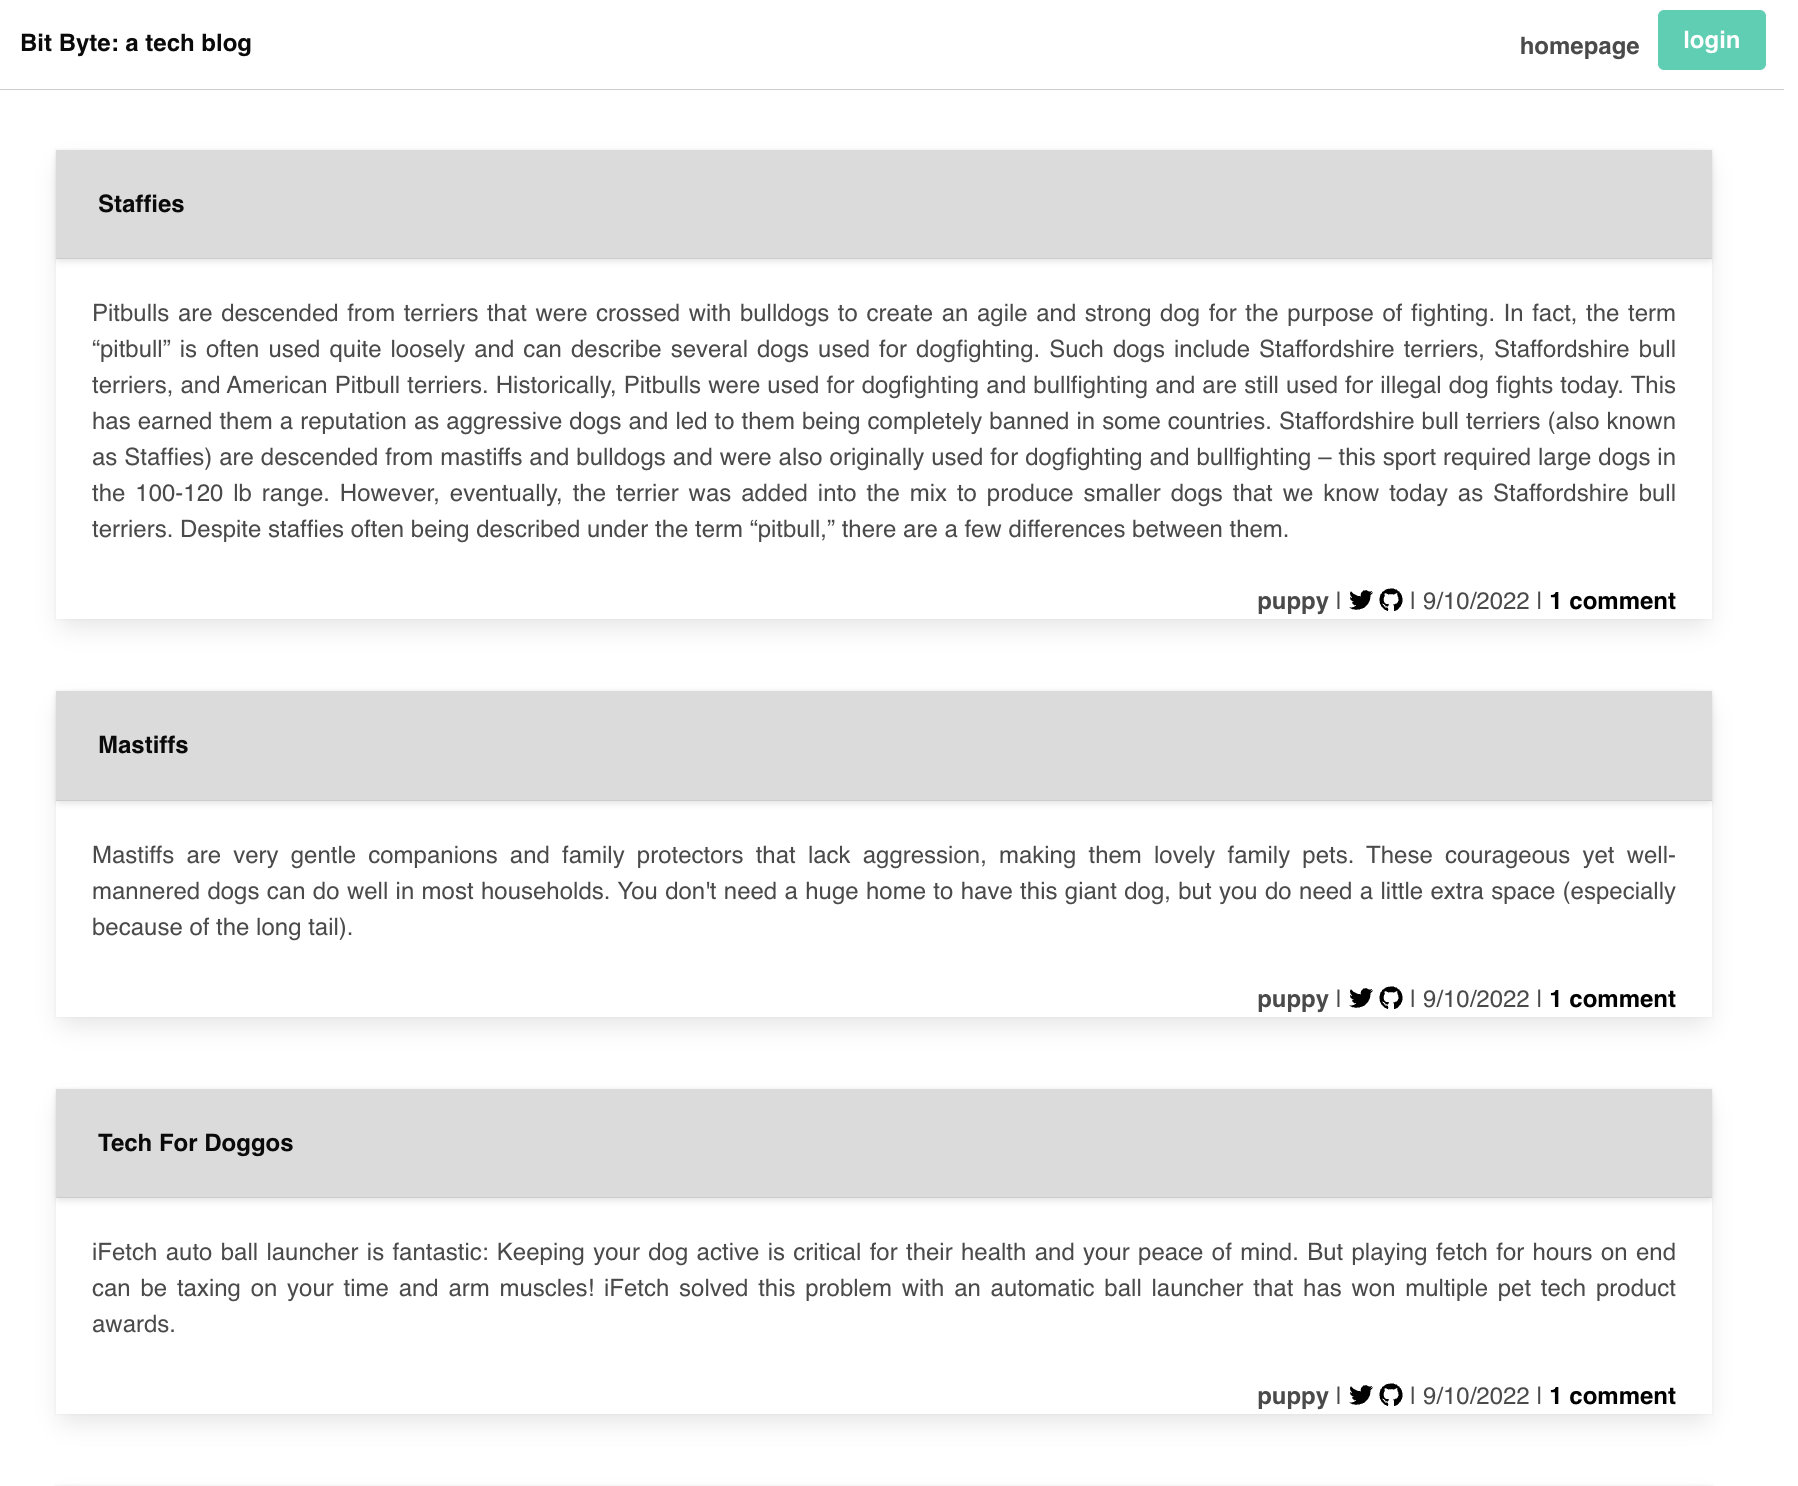 Bit Byte: a tech blog
homepage
login
Staffies
Pitbulls are descended from terriers that were crossed with bulldogs to create an agile and strong dog for the purpose of fighting. In fact, the term
“pitbull” is often used quite loosely and can describe several dogs used for dogfighting. Such dogs include Staffordshire terriers, Staffordshire bull
terriers, and American Pitbull terriers. Historically, Pitbulls were used for dogfighting and bullfighting and are still used for illegal dog fights today. This
has earned them a reputation as aggressive dogs and led to them being completely banned in some countries. Staffordshire bull terriers (also known
as Staffies) are descended from mastiffs and bulldogs and were also originally used for dogfighting and bullfighting – this sport required large dogs in
the 100-120 lb range. However, eventually, the terrier was added into the mix to produce smaller dogs that we know today as Staffordshire bull
terriers. Despite staffies often being described under the term “pitbull,” there are a few differences between them.
puppy | | 9/10/2022 | 1 comment
Mastiffs
Mastiffs are very gentle companions and family protectors that lack aggression, making them lovely family pets. These courageous yet well-
mannered dogs can do well in most households. You don't need a huge home to have this giant dog, but you do need a little extra space (especially
because of the long tail).
puppy | | 9/10/2022 | 1 comment
Tech For Doggos
iFetch auto ball launcher is fantastic: Keeping your dog active is critical for their health and your peace of mind. But playing fetch for hours on end
can be taxing on your time and arm muscles! iFetch solved this problem with an automatic ball launcher that has won multiple pet tech product
awards.
puppy | | 9/10/2022 | 1 comment